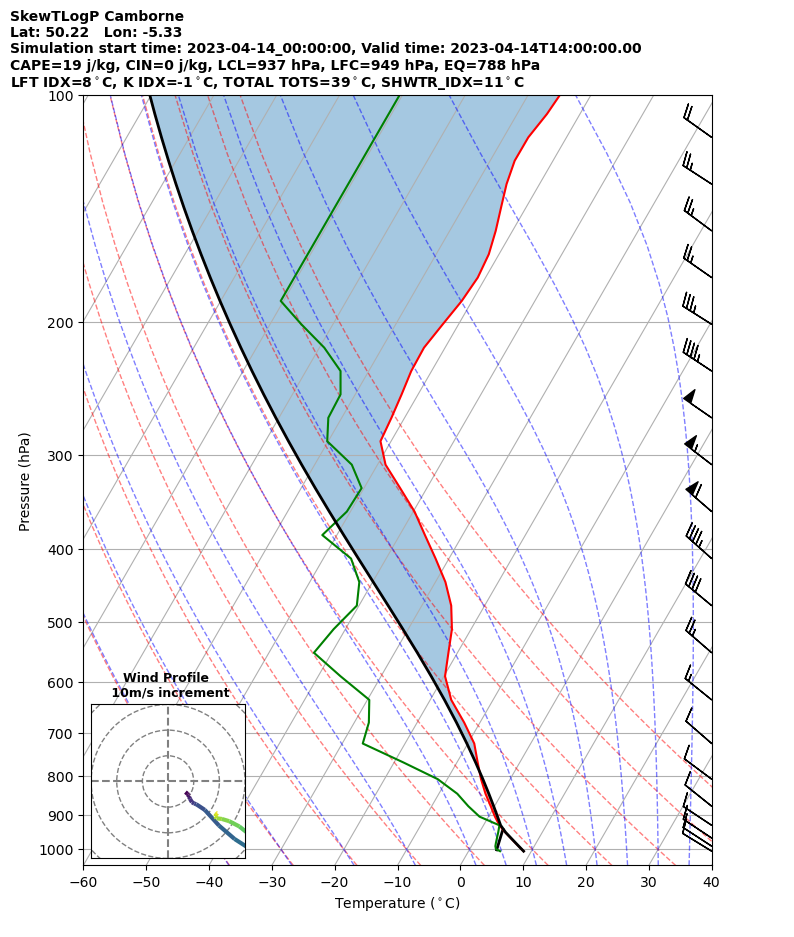 SkewTLogP Camborne
Lat: 50.22   Lon: -5.33
Simulation start time: 2023-04-14_00:00:00, Valid time: 2023-04-14T14:00:00.00
CAPE=19 j/kg, CIN=0 j/kg, LCL=937 hPa, LFC=949 hPa, EQ=788 hPa
LFT IDX=8°C, K IDX=-1°C, TOTAL TOTS=39°C, SHWTR_IDX=11°C
100
200
300
400
500
600
700
800
900
1000
Pressure (hPa)
Wind Profile
10m/s increment
−60 −50 −40 −30 −20 −10 0 10 20 30 40
Temperature (°C)